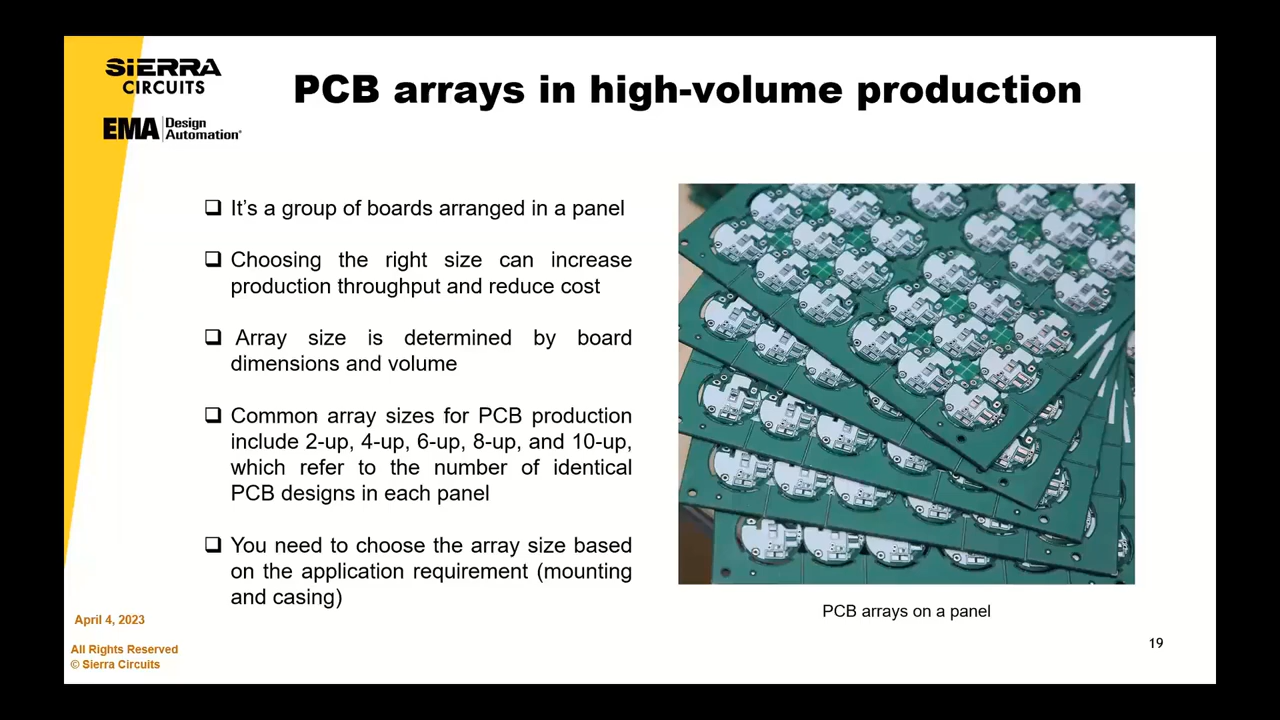 SIERRA
CIRCUITS
EMA Design
Automation®
PCB arrays in high-volume production
It's a group of boards arranged in a panel
Choosing the right size can increase
production throughput and reduce cost
Array size is determined by board
dimensions and volume
Common array sizes for PCB production
include 2-up, 4-up, 6-up, 8-up, and 10-up,
which refer to the number of identical
PCB designs in each panel
You need to choose the array size based
on the application requirement (mounting
and casing)
PCB arrays on a panel
April 4, 2023
All Rights Reserved
© Sierra Circuits
19